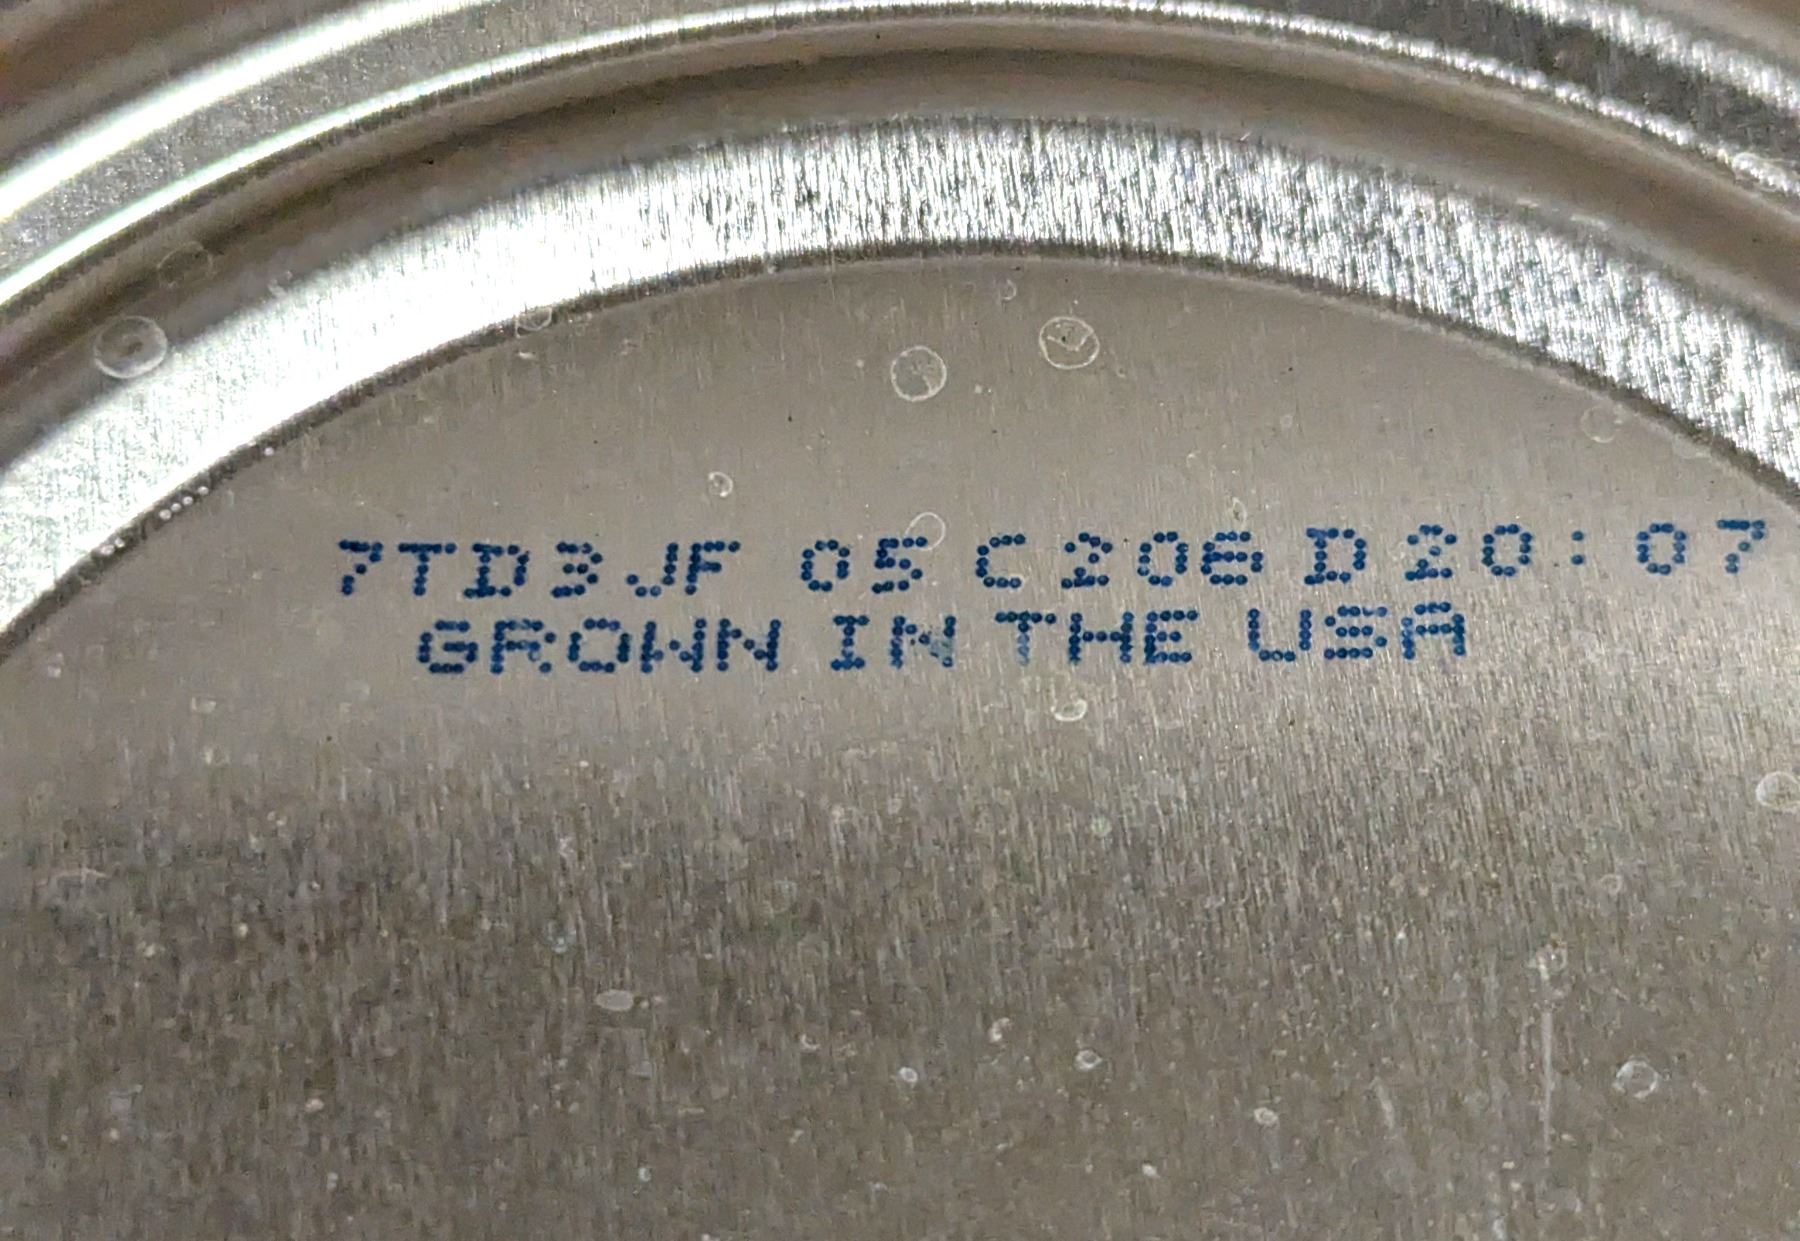 7TD3JF 05 C206 D20:07
GROWN IN THE USA